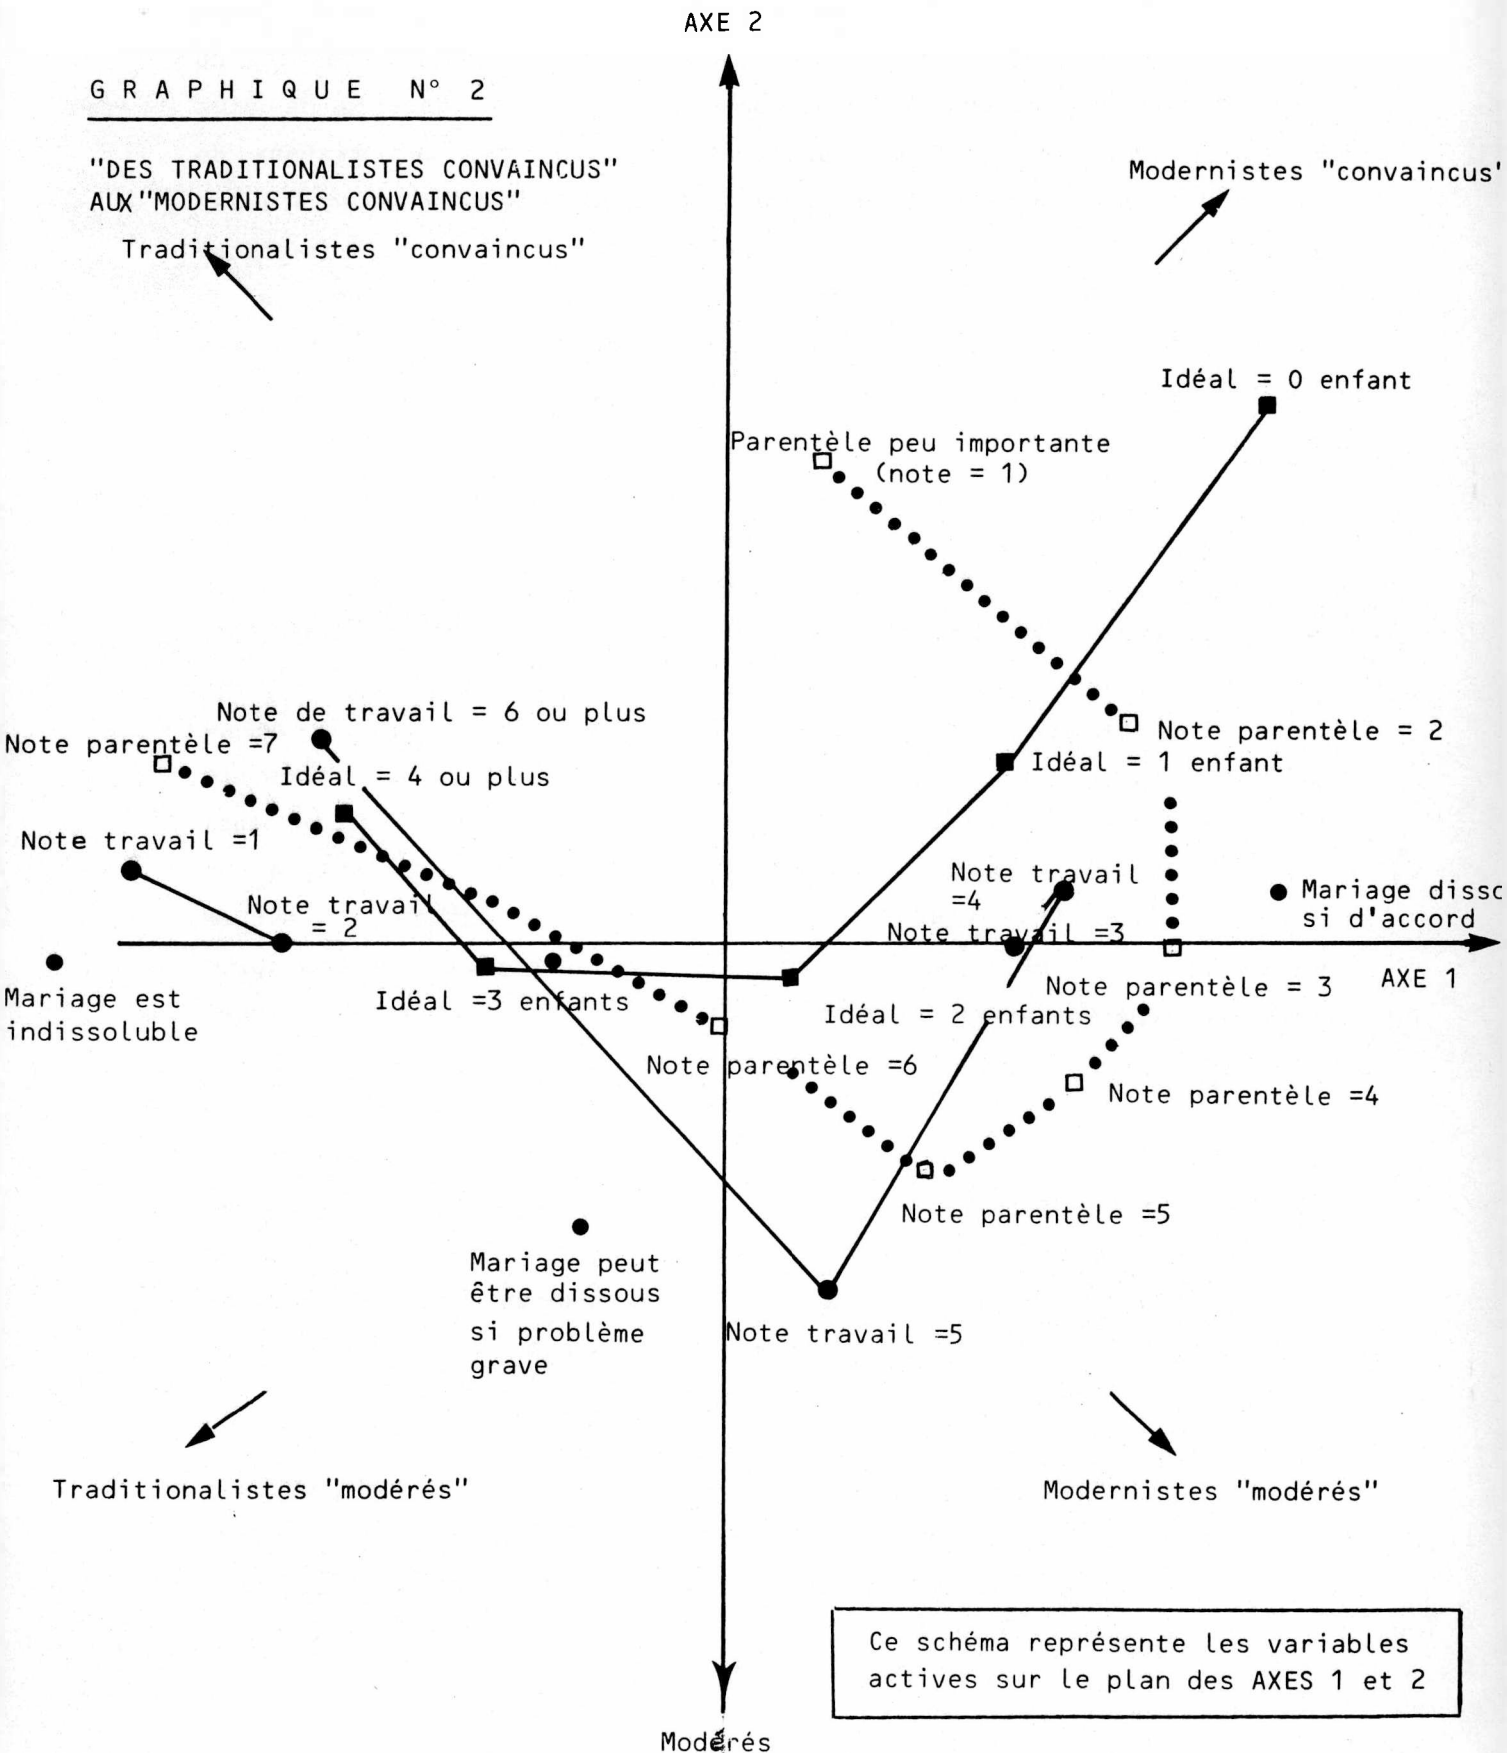 AXE 2
GRAPHIQUE N° 2
"DES TRADITIONALISTES CONVAINCUS"
AUX "MODERNISTES CONVAINCUS"
Modernistes "convaincus'
Traditionalistes "convaincus"
Idéal = 0 enfant
Parentèle peu importante
(note = 1)
Note de travail = 6 ou plus
Note parentèle =7
Note parentèle = 2
Idéal = 4 ou plus
Idéal = 1 enfant
Note travail =1
Note travail
=4
Mariage disso
si d'accord
Note travail
= 2
Note travail =3
AXE 1
Note parentèle = 3
Mariage est
indissoluble
Idéal =3 enfants
Idéal = 2 enfants
Note parentèle =6
Note parentèle =4
Note parentèle =5
Mariage peut
être dissous
si problème
grave
Note travail =5
Traditionalistes "modérés"
Modernistes "modérés"
Ce schéma représente les variables
actives sur le plan des AXES 1 et 2
Modérés